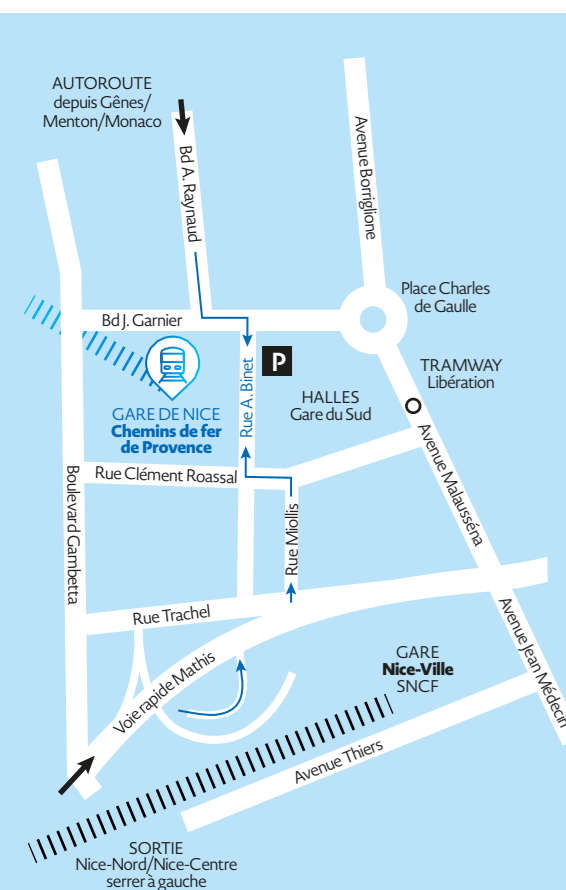 AUTOROUTE
depuis Gênes/
Menton/Monaco
Bd A. Raynaud
Avenue Borriglione
Place Charles
de Gaulle
Bd J. Garnier
P
Rue A. Binet
TRAMWAY
Libération
HALLES
Gare du Sud
GARE DE NICE
Chemins de fer
de Provence
Avenue Malausséna
Rue Clément Roassal
Boulevard Gambetta
Rue Miollis
Rue Trachel
Avenue Jean Médecin
GARE
Nice-Ville
SNCF
Voie rapide Mathis
Avenue Thiers
SORTIE
Nice-Nord/Nice-Centre
serrer à gauche